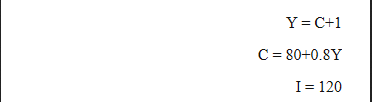 Y = C+1
C = 80+0.8Y
I = 120